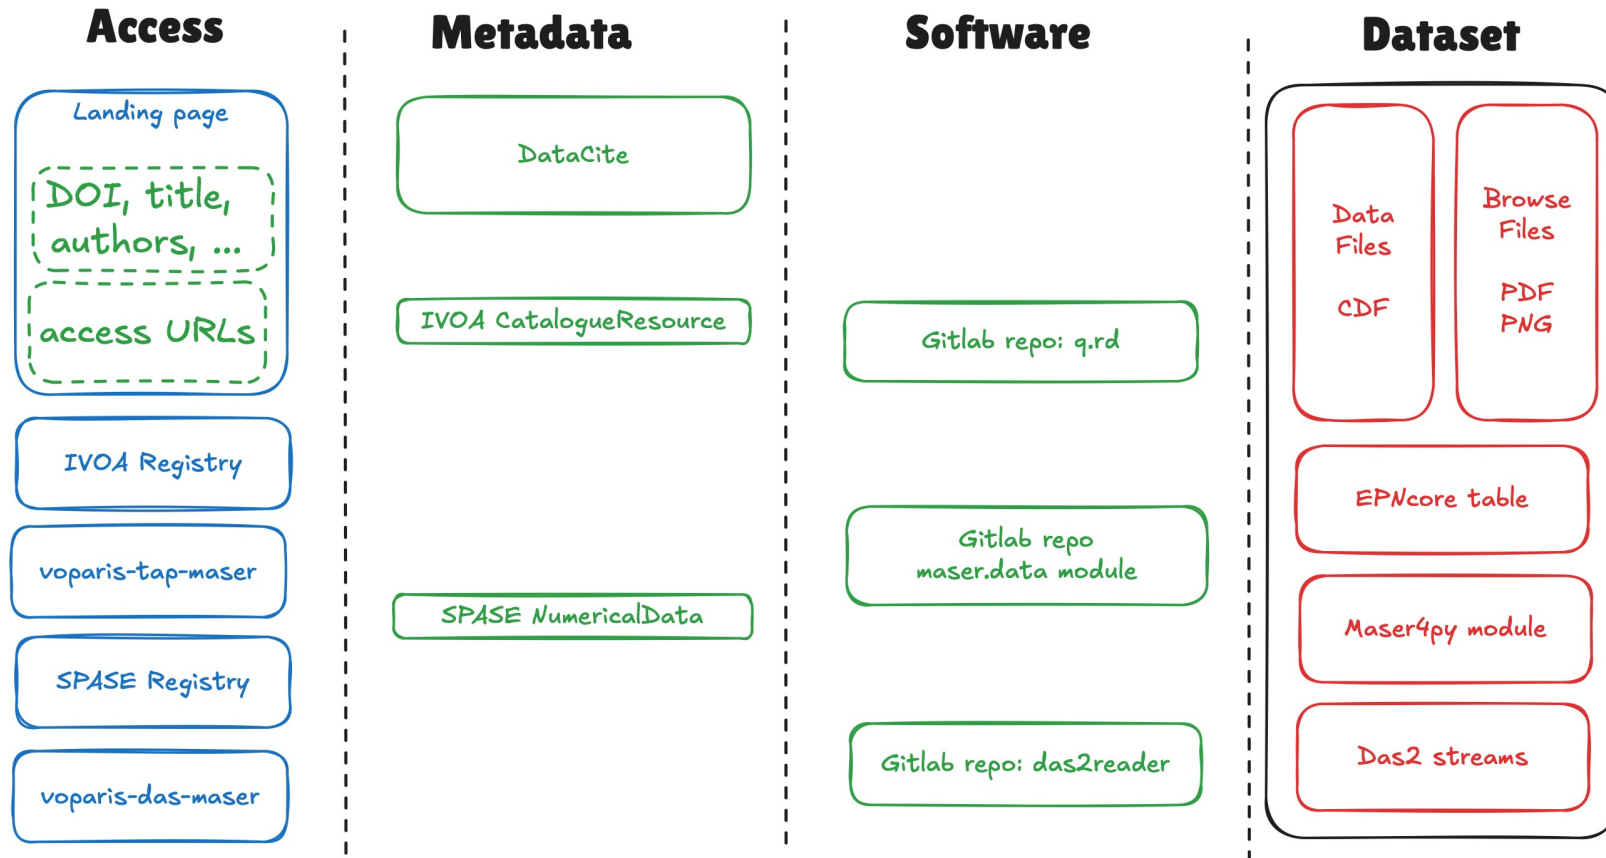 Access
Landing page
DOI, title,
authors, ...
access URLs
IVOA Registry
voparis-tap-maser
SPASE Registry
voparis-das-maser
Metadata
DataCite
IVOA CatalogueResource
SPASE NumericalData
Software
Gitlab repo: q.rd
Gitlab repo
maser.data module
Gitlab repo: das2reader
Dataset
Data
Files
CDF
Browse
Files
PDF
PNG
EPNcore table
Maser4py module
Das2 streams